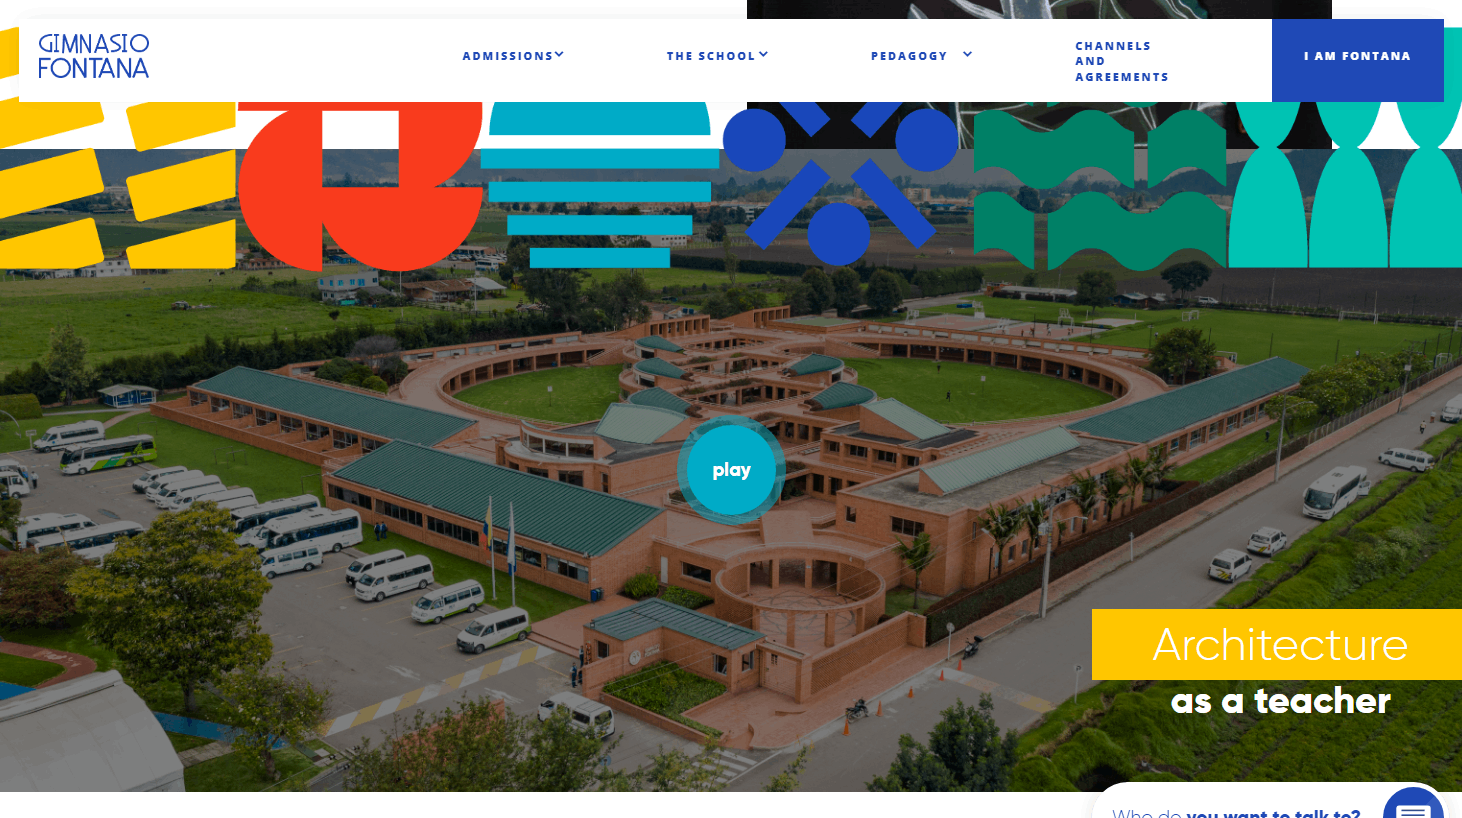 GIMNASIO
FONTANA
ADMISSIONS
THE SCHOOL
PEDAGOGY
CHANNELS
AND
AGREEMENTS
I AM FONTANA
play
Architecture
as a teacher
Who do you want to talk to?